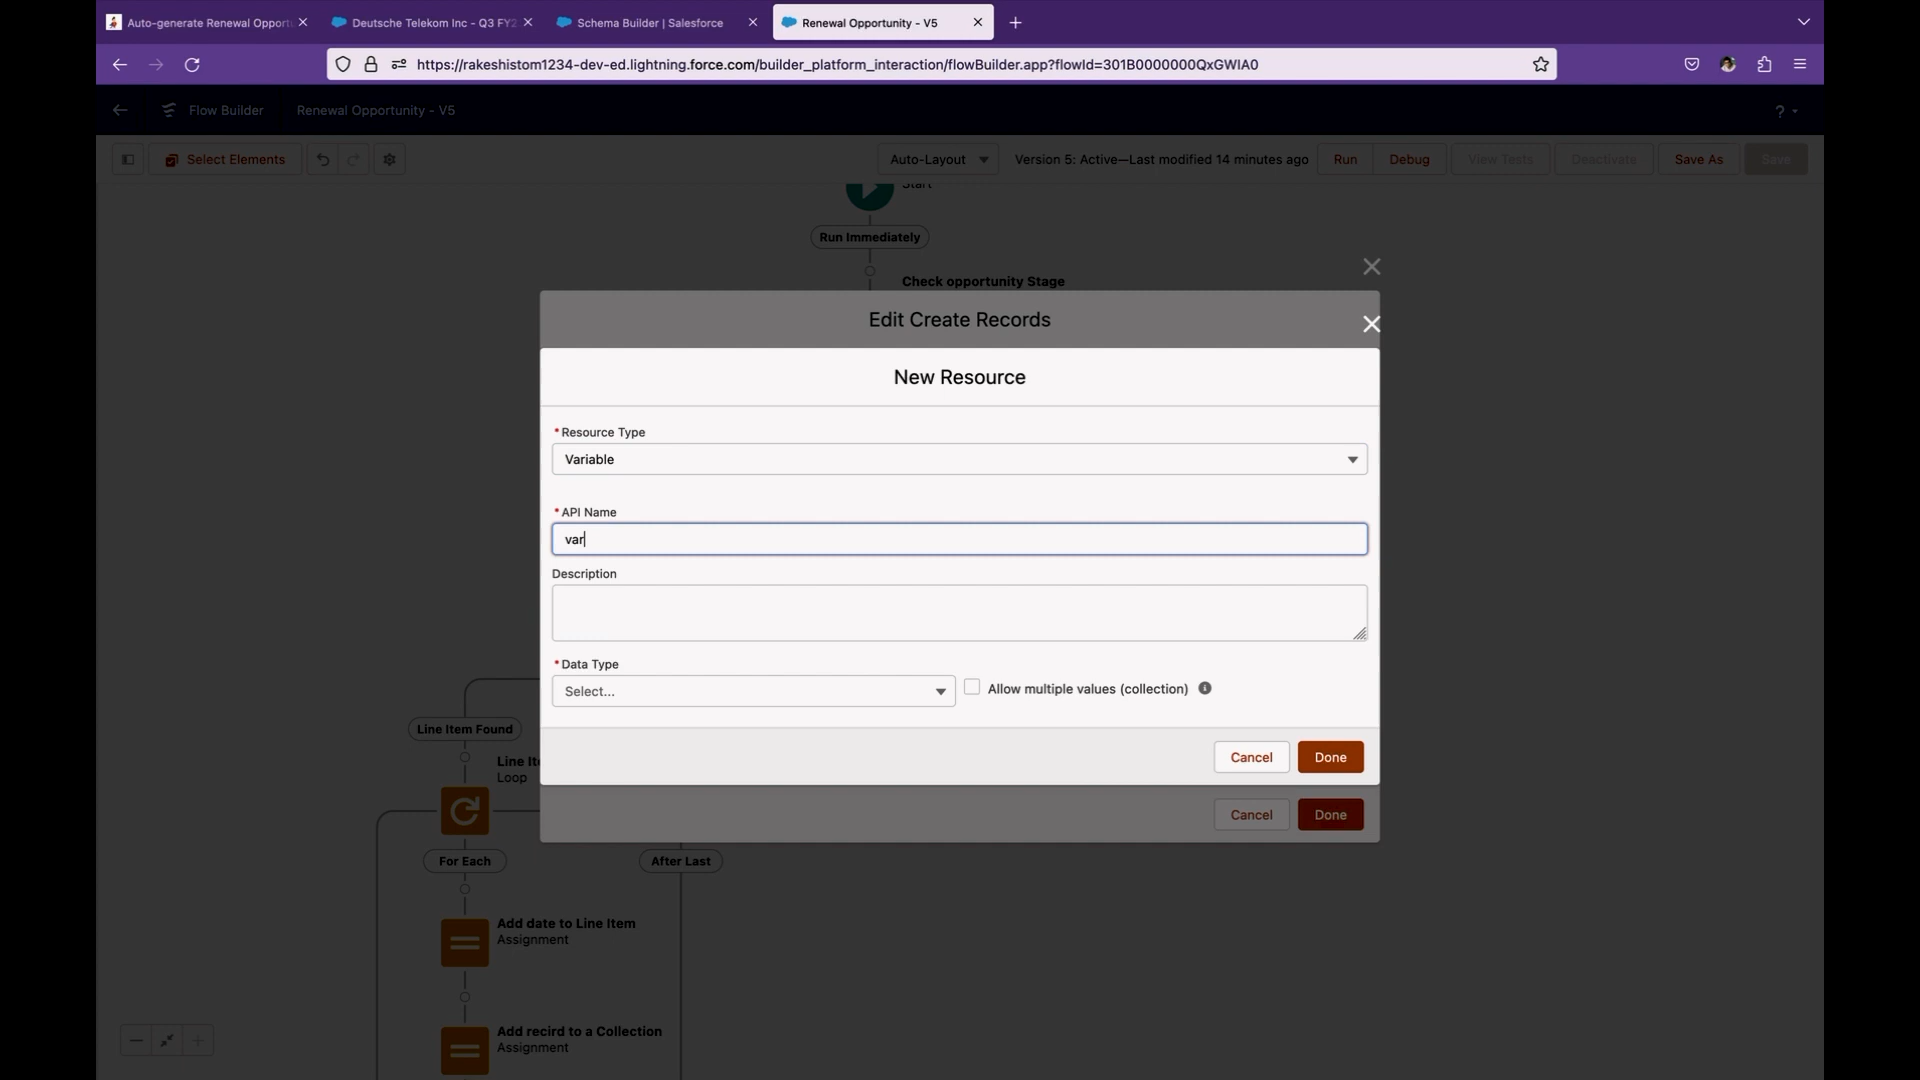 Auto-generate Renewal Opport
Deutsche Telekom Inc - Q3 FY2
Schema Builder | Salesforce
Renewal Opportunity - V5
https://rakeshistom1234-dev-ed.lightning.force.com/builder_platform_interaction/flowBuilder.app?flowId=301B0000000QxGWIA0
Flow Builder
Renewal Opportunity - V5
?
Select Elements
Auto-Layout
Version 5: Active—Last modified 14 minutes ago
Run
Debug
View Tests
Deactivate
Save As
Save
Start
Run Immediately
Check opportunity Stage
Edit Create Records
New Resource
* Resource Type
Variable
* API Name
var
Description
* Data Type
Select...
Allow multiple values (collection)
Cancel
Done
Cancel
Done
Line Item Found
Line Ite
Loop
For Each
After Last
Add date to Line Item
Assignment
Add recird to a Collection
Assignment